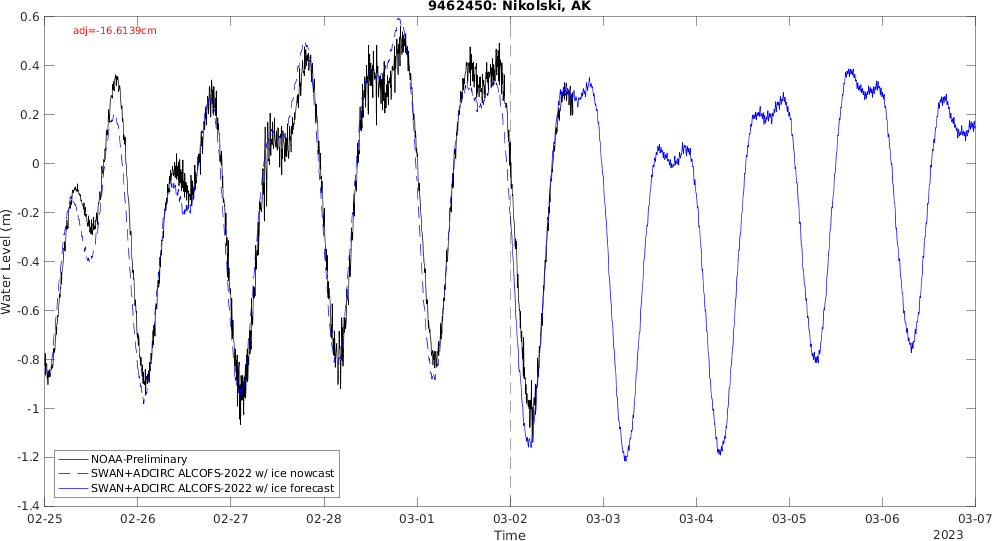 9462450: Nikolski, AK
adj=-16.6139cm
0.6
0.4
0.2
0
-0.2
-0.4
-0.6
-0.8
-1
-1.2
-1.4
Water Level (m)
NOAA-Preliminary
SWAN+ADCIRC ALCOFS-2022 w/ ice nowcast
SWAN+ADCIRC ALCOFS-2022 w/ ice forecast
02-25 02-26 02-27 02-28 03-01 03-02 03-03 03-04 03-05 03-06 03-07
Time
2023